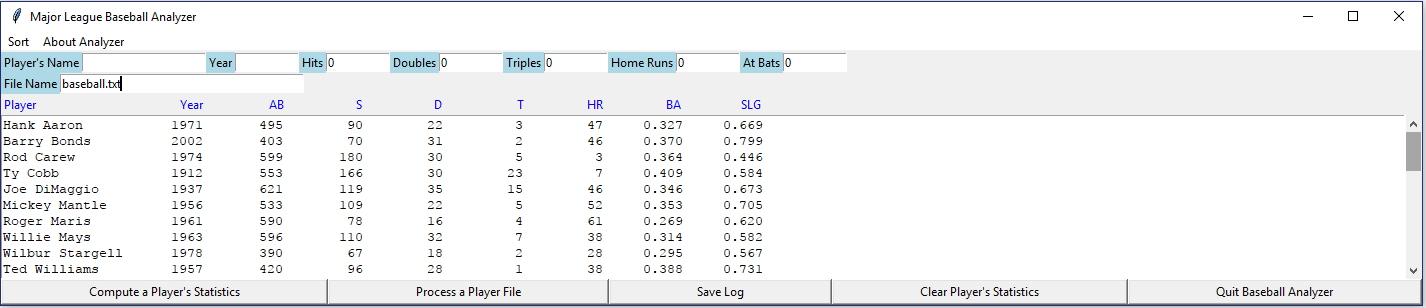 Major League Baseball Analyzer
Sort About Analyzer
Player's Name Year Hits 0 Doubles 0 Triples 0 Home Runs 0 At Bats 0
File Name baseball.txt
Player Year AB S D T HR BA SLG
Hank Aaron 1971 495 90 22 3 47 0.327 0.669
Barry Bonds 2002 403 70 31 2 46 0.370 0.799
Rod Carew 1974 599 180 30 5 3 0.364 0.446
Ty Cobb 1912 553 166 30 23 7 0.409 0.584
Joe DiMaggio 1937 621 119 35 15 46 0.346 0.673
Mickey Mantle 1956 533 109 22 5 52 0.353 0.705
Roger Maris 1961 590 78 16 4 61 0.269 0.620
Willie Mays 1963 596 110 32 7 38 0.314 0.582
Wilbur Stargell 1978 390 67 18 2 28 0.295 0.567
Ted Williams 1957 420 96 28 1 38 0.388 0.731
Compute a Player's Statistics Process a Player File Save Log Clear Player's Statistics Quit Baseball Analyzer